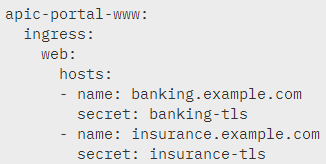 apic-portal-www:
  ingress:
    web:
      hosts:
      - name: banking.example.com
        secret: banking-tls
      - name: insurance.example.com
        secret: insurance-tls